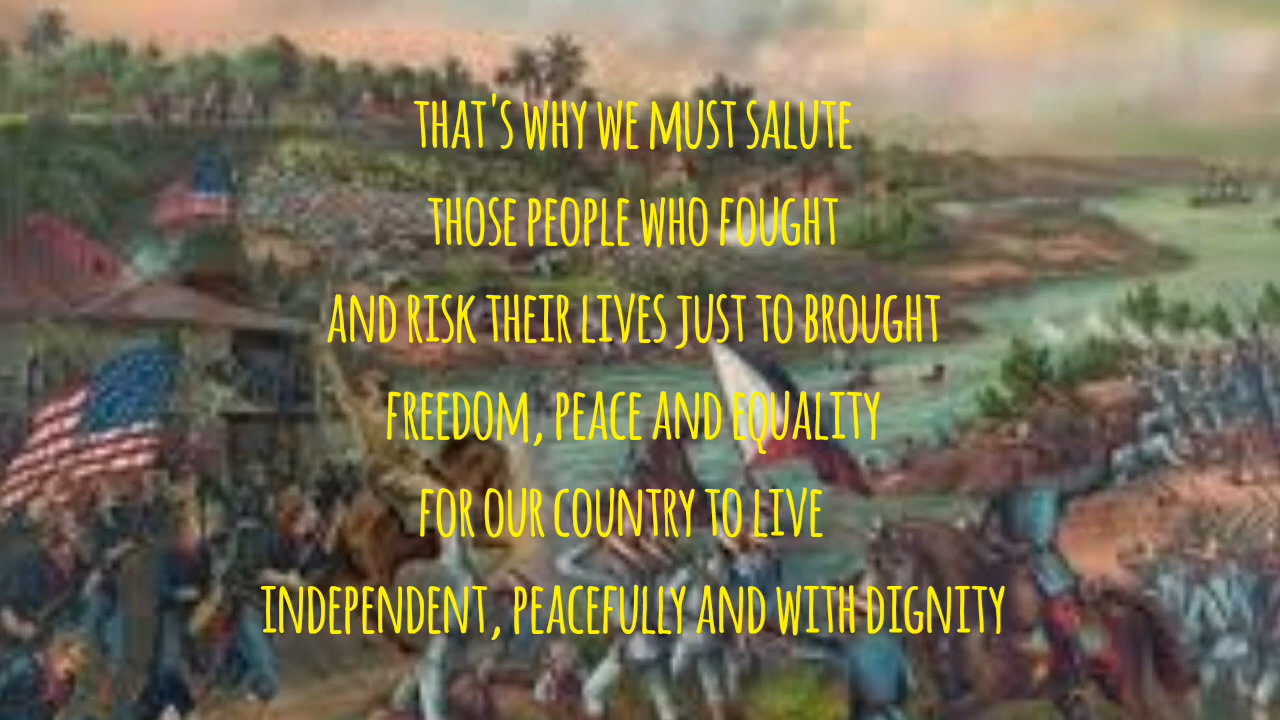 THAT'S WHY WE MUST SALUTE
THOSE PEOPLE WHO FOUGHT
AND RISK THEIR LIVES JUST TO BROUGHT
FREEDOM, PEACE AND EQUALITY
FOR OUR COUNTRY TO LIVE
INDEPENDENT, PEACEFULLY AND WITH DIGNITY